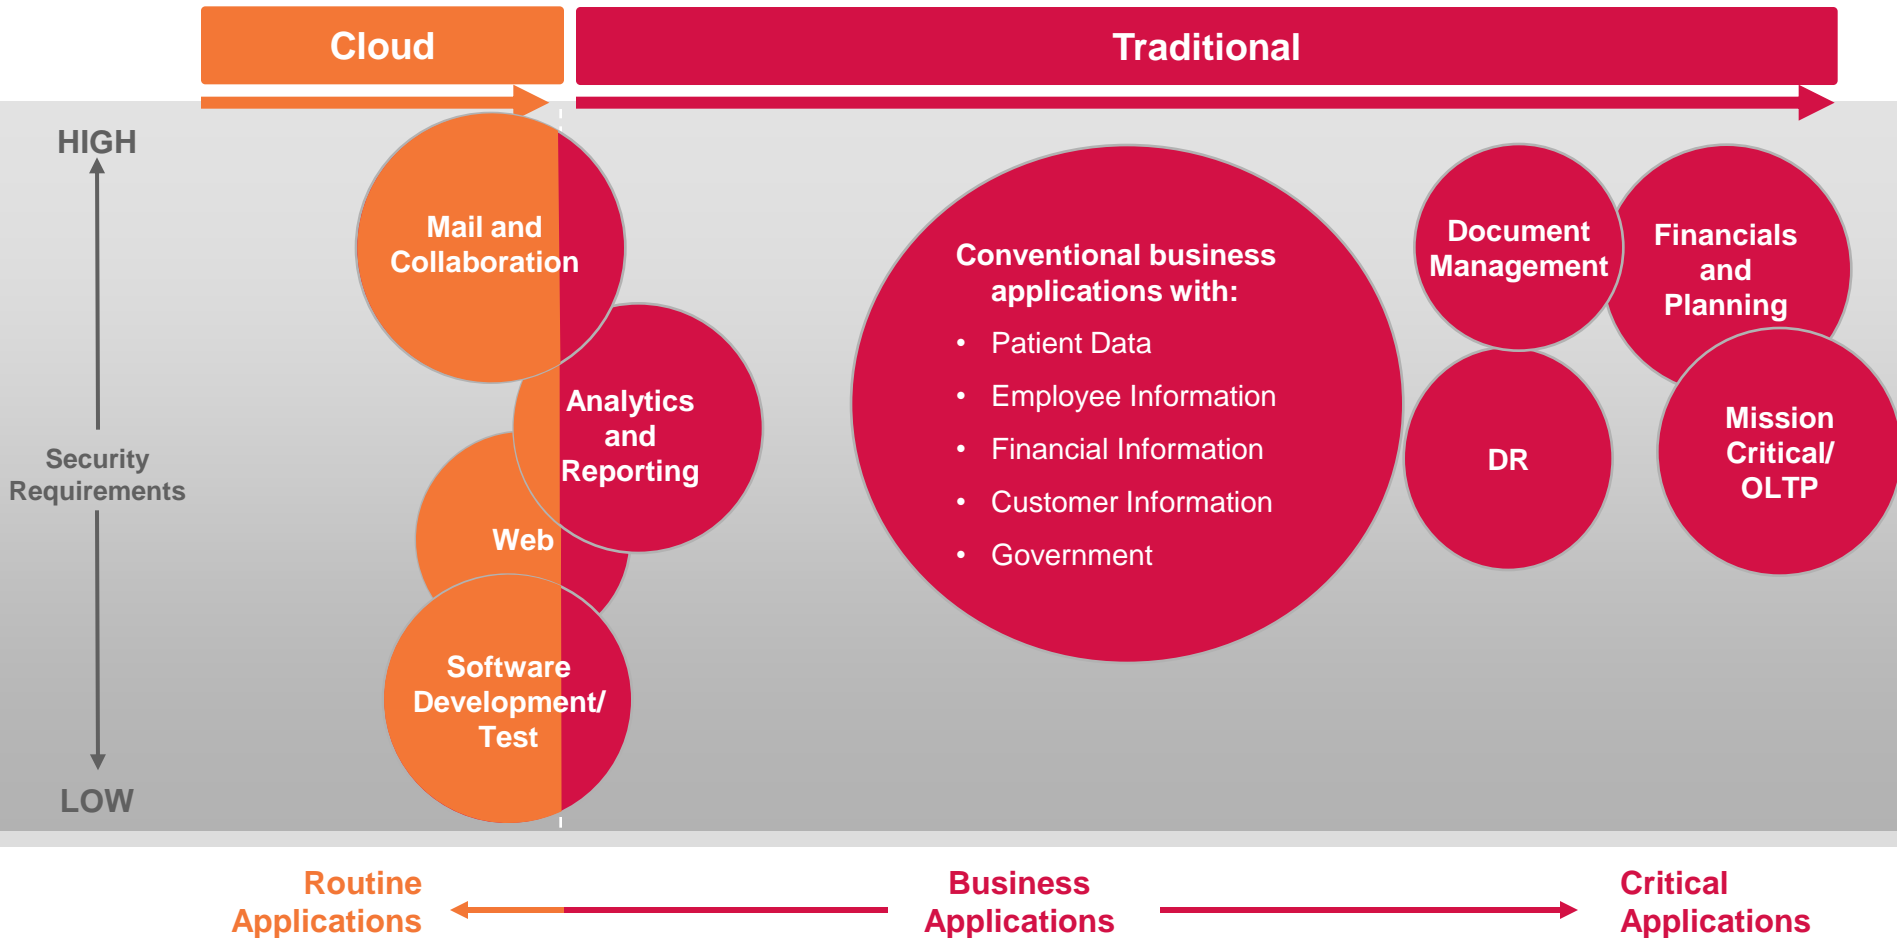 Cloud
Traditional
HIGH
Security
Requirements
LOW
Mail and
Collaboration
Analytics
and
Reporting
Web
Software
Development/
Test
Conventional business
applications with:
• Patient Data
• Employee Information
• Financial Information
• Customer Information
• Government
Document
Management
Financials
and
Planning
DR
Mission
Critical/
OLTP
Routine
Applications
Business
Applications
Critical
Applications